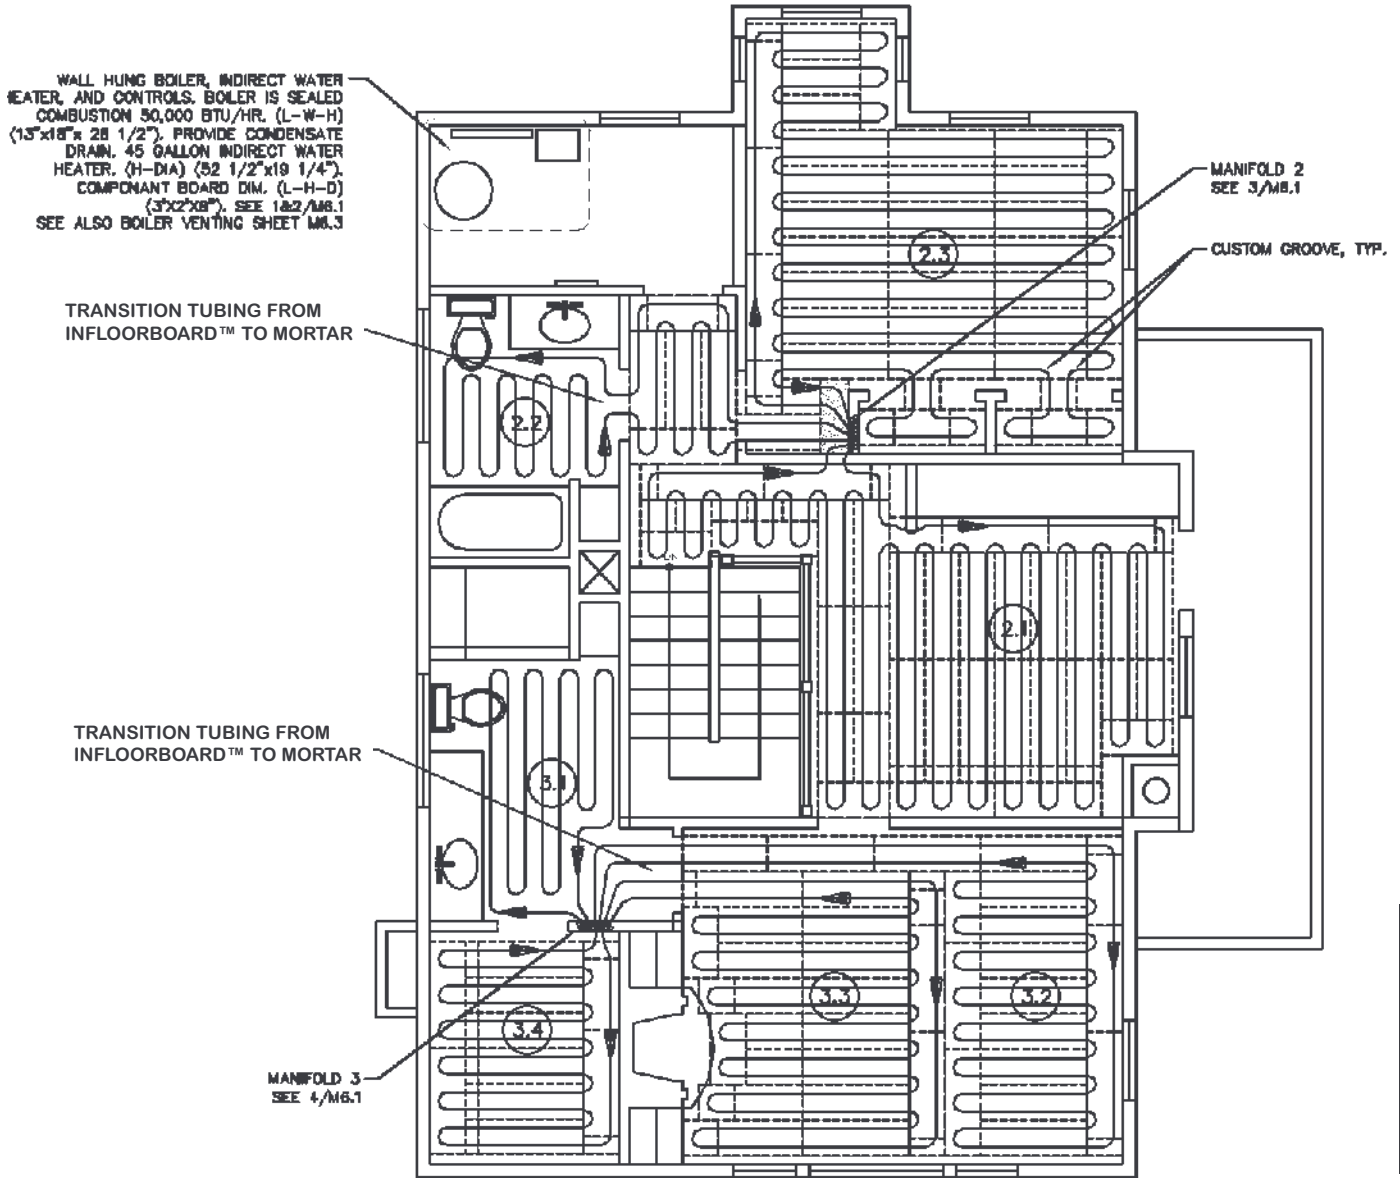 WALL HUNG BOILER, INDIRECT WATER
HEATER, AND CONTROLS. BOILER IS SEALED
COMBUSTION 50,000 BTU/HR. (L-W-H)
(13"x18"x 28 1/2"). PROVIDE CONDENSATE
DRAIN. 45 GALLON INDIRECT WATER
HEATER. (H-DIA) (52 1/2"x19 1/4").
COMPONANT BOARD DIM. (L-H-D)
(3'X2'X8"). SEE 1&2/M6.1
SEE ALSO BOILER VENTING SHEET M6.3
MANIFOLD 2
SEE 3/M6.1
2.3
CUSTOM GROOVE, TYP.
TRANSITION TUBING FROM
INFLOORBOARD™ TO MORTAR
2.2
2.1
TRANSITION TUBING FROM
INFLOORBOARD™ TO MORTAR
3.1
3.3
3.2
3.4
MANIFOLD 3
SEE 4/M6.1